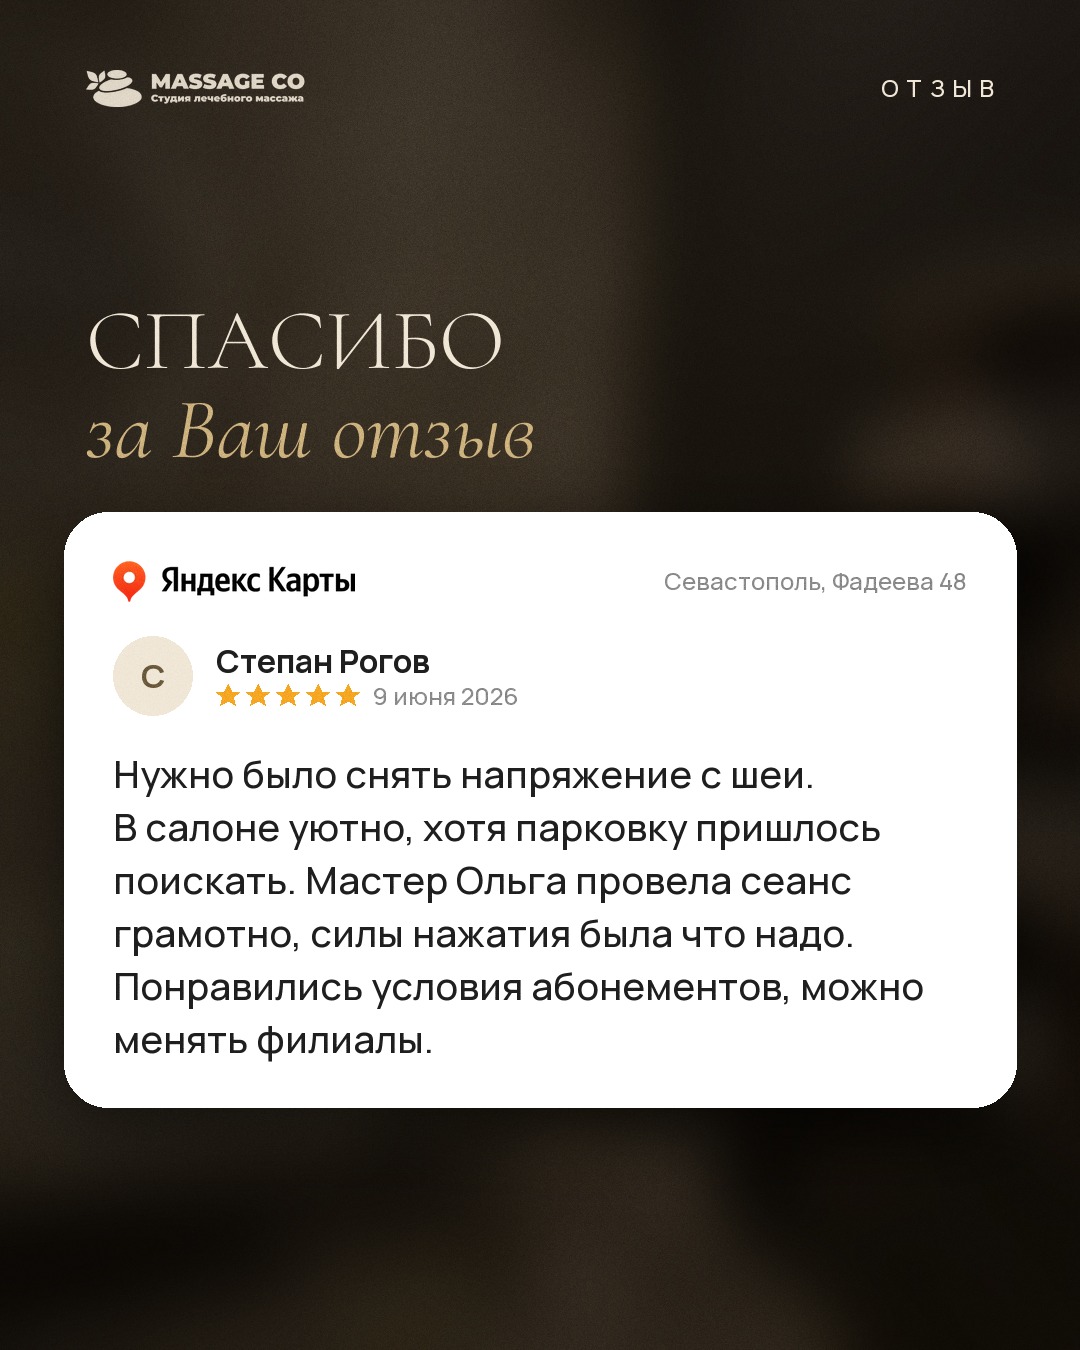 MASSAGE CO
Студия лечебного массажа
ОТЗЫВ
СПАСИБО
за Ваш отзыв
Яндекс Карты
Севастополь, Фадеева 48
С
Степан Рогов
9 июня 2026
Нужно было снять напряжение с шеи.
В салоне уютно, хотя парковку пришлось
поискать. Мастер Ольга провела сеанс
грамотно, силы нажатия была что надо.
Понравились условия абонементов, можно
менять филиалы.